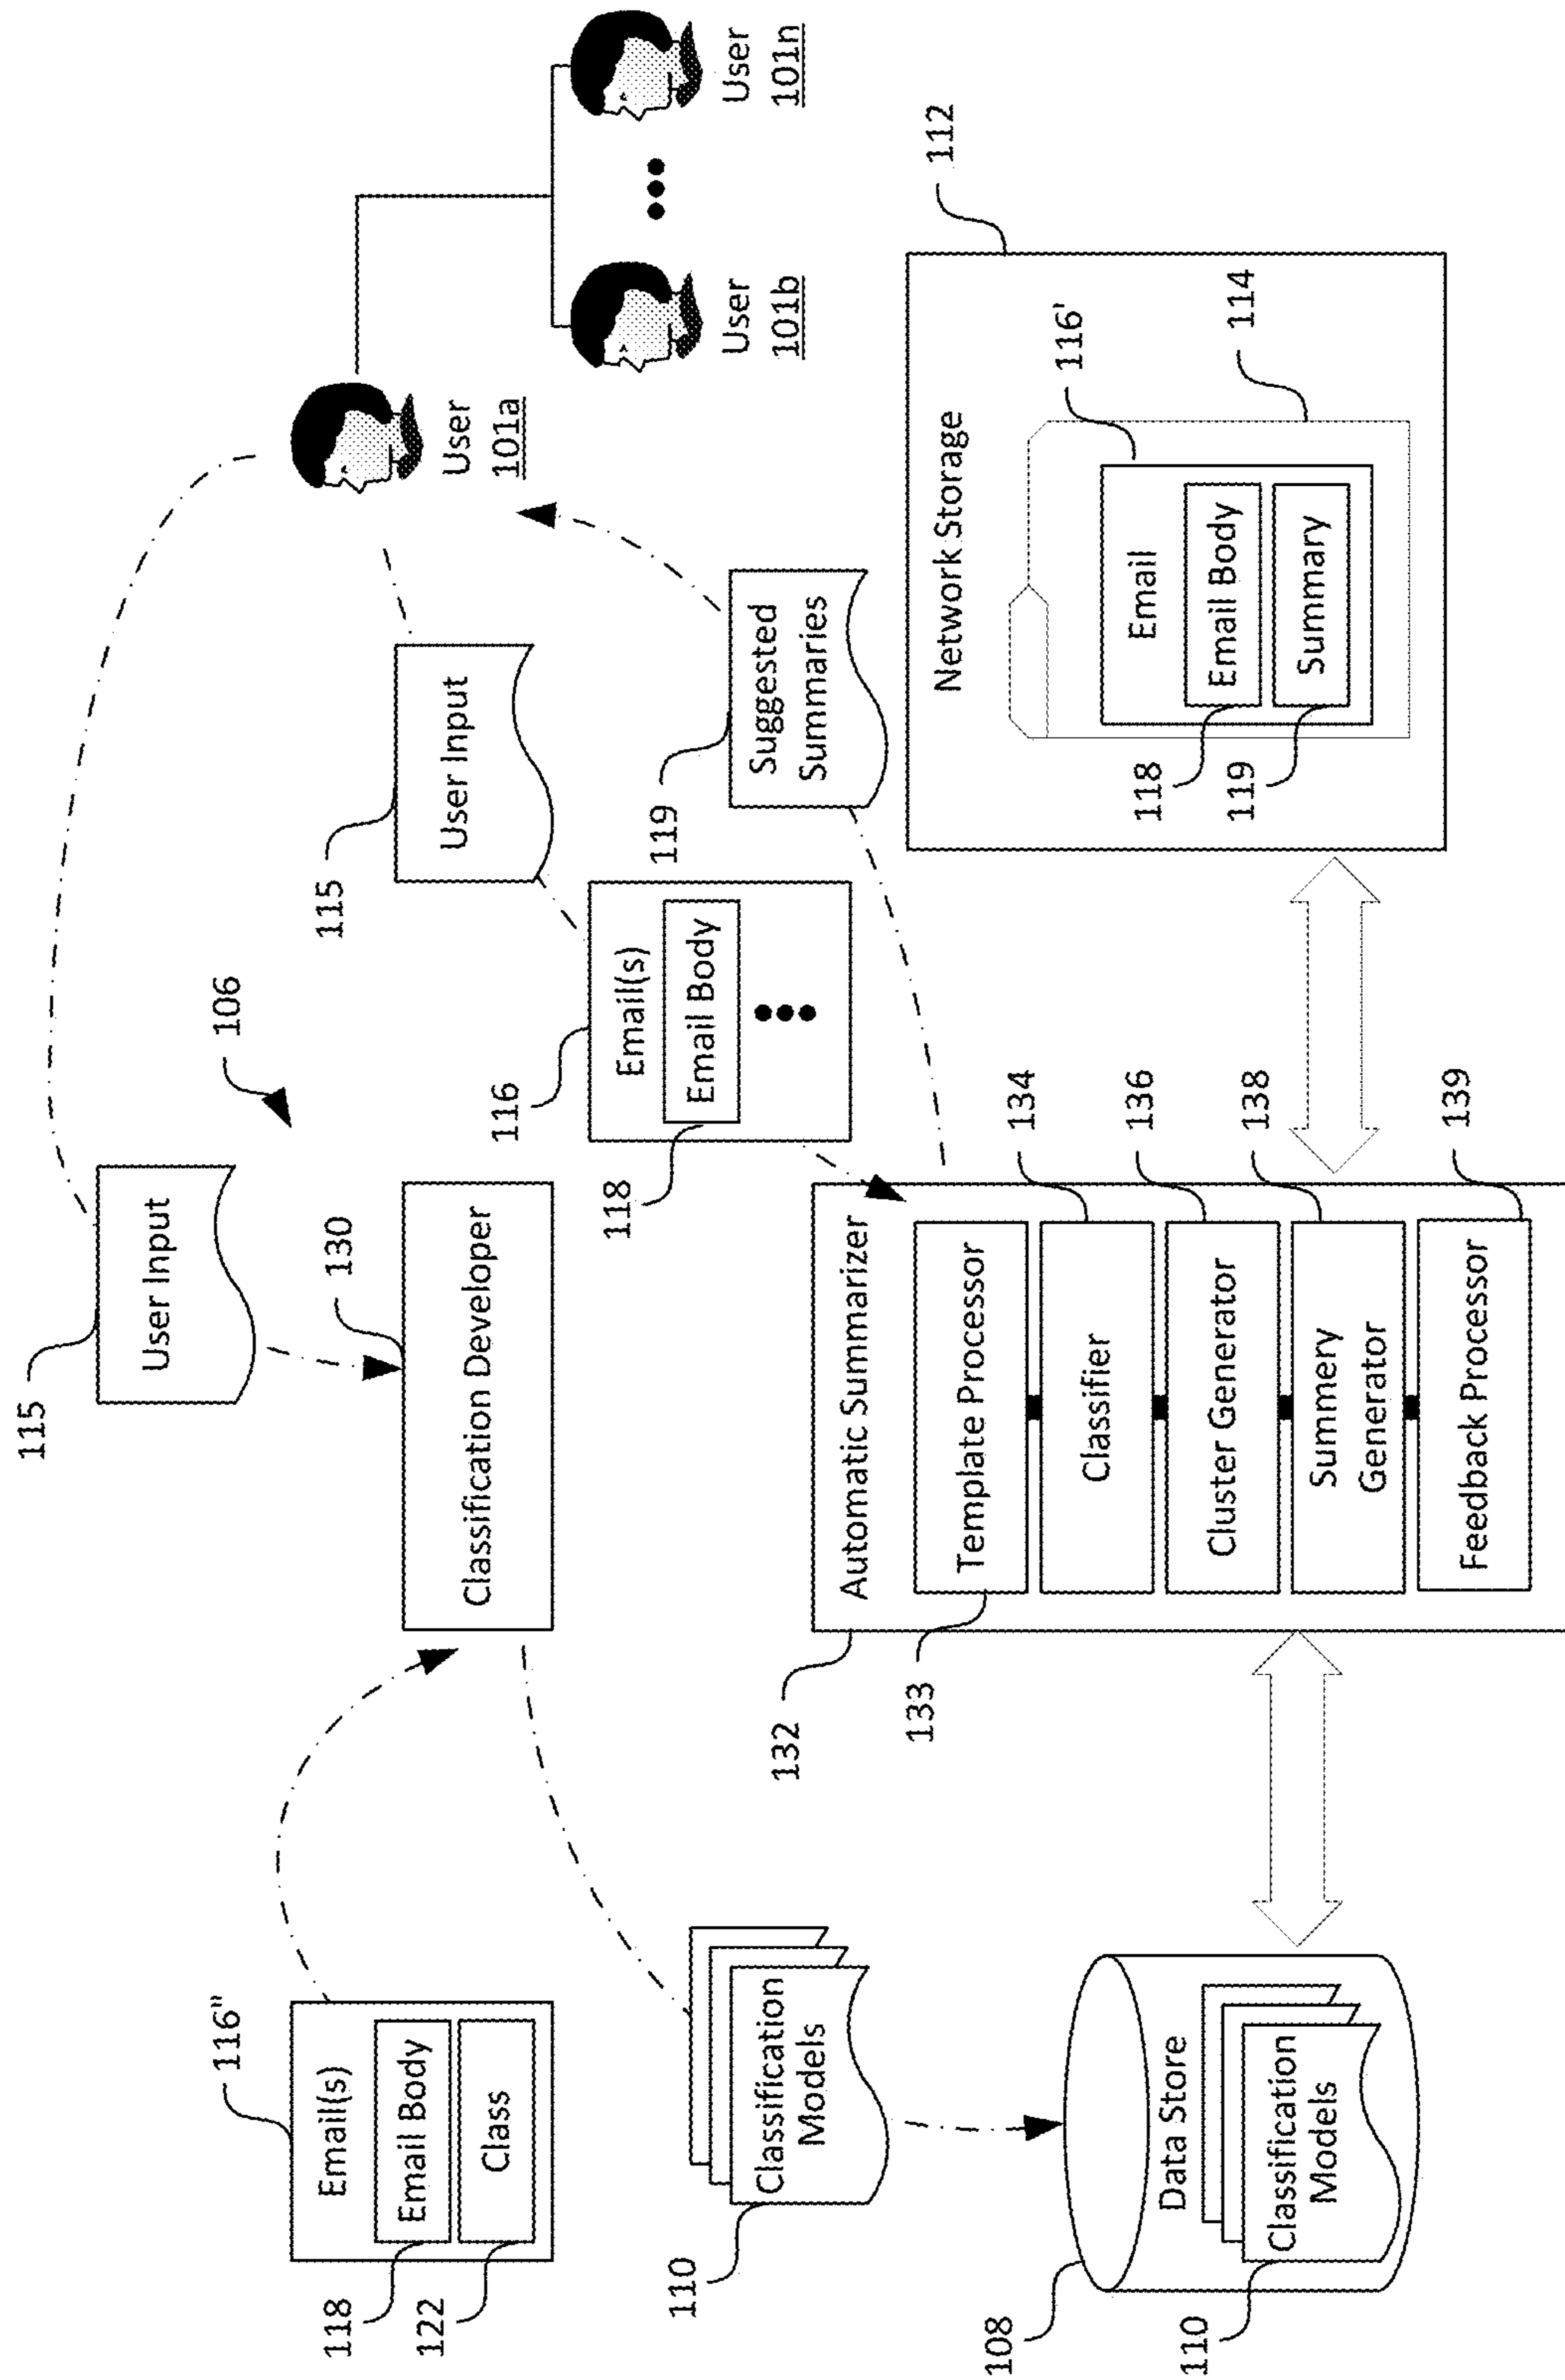 115
User Input
106
User
101a
User
101b
User
101n
116"
Email(s)
Email Body
Class
118
122
130
Classification Developer
115
User Input
116
Email(s)
Email Body
118
119
Suggested
Summaries
110
Classification
Models
108
Data Store
Classification
Models
110
132
Automatic Summarizer
133
Template Processor
134
Classifier
136
Cluster Generator
138
Summery
Generator
139
Feedback Processor
112
Network Storage
114
116'
Email
Email Body
118
Summary
119